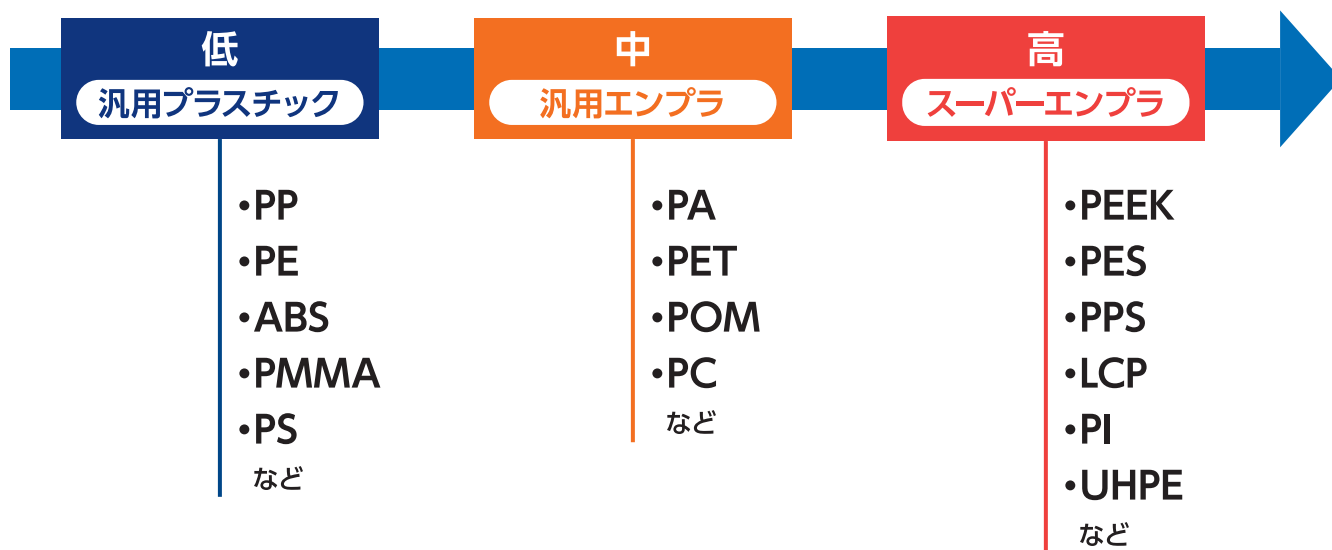 低
汎用プラスチック
・PP
・PE
・ABS
・PMMA
・PS
など
中
汎用エンプラ
・PA
・PET
・POM
・PC
など
高
スーパーエンプラ
・PEEK
・PES
・PPS
・LCP
・PI
・UHPE
など